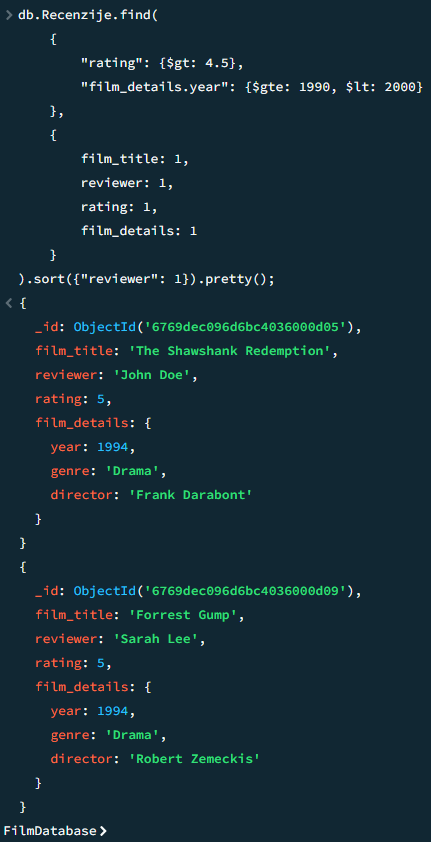 > db.Recenzije.find(
{
"rating": {$gt: 4.5},
"film_details.year": {$gte: 1990, $lt: 2000}
},
{
film_title: 1,
reviewer: 1,
rating: 1,
film_details: 1
}
).sort({"reviewer": 1}).pretty();
< {
_id: ObjectId('6769dec096d6bc4036000d05'),
film_title: 'The Shawshank Redemption',
reviewer: 'John Doe',
rating: 5,
film_details: {
year: 1994,
genre: 'Drama',
director: 'Frank Darabont'
}
}
{
_id: ObjectId('6769dec096d6bc4036000d09'),
film_title: 'Forrest Gump',
reviewer: 'Sarah Lee',
rating: 5,
film_details: {
year: 1994,
genre: 'Drama',
director: 'Robert Zemeckis'
}
}
FilmDatabase>